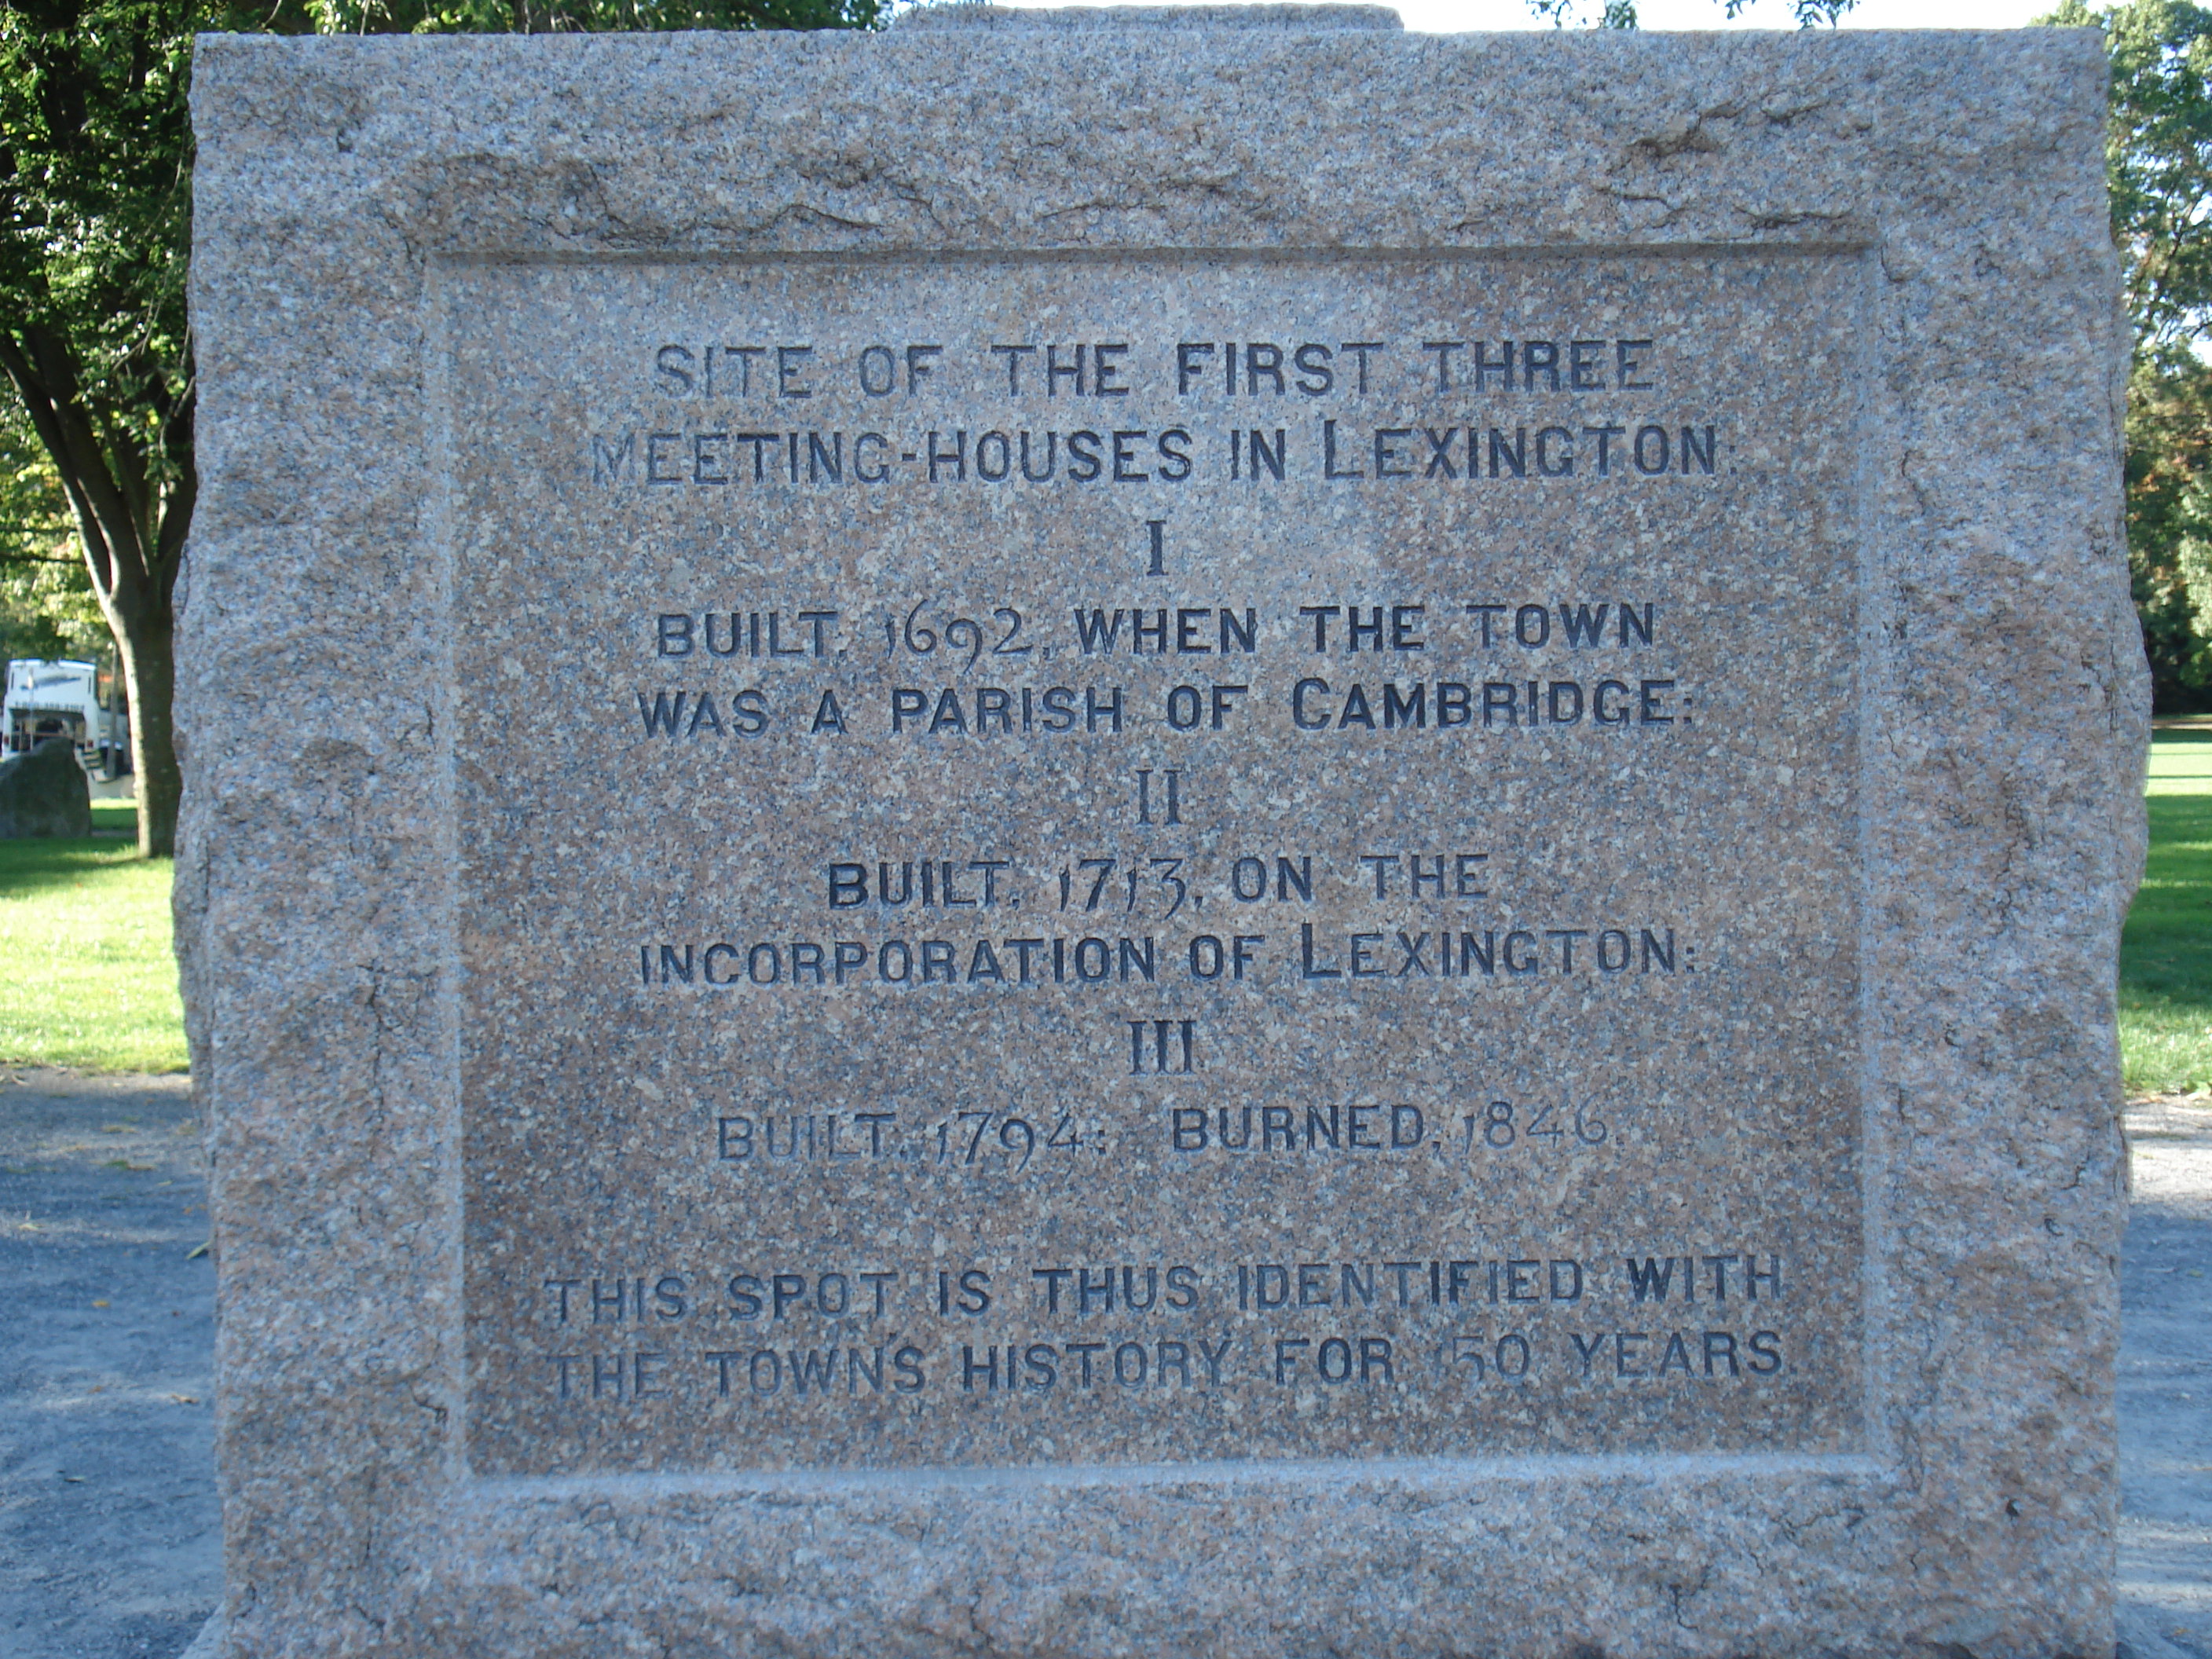 SITE OF THE FIRST THREE
MEETING-HOUSES IN LEXINGTON:
I
BUILT, 1692, WHEN THE TOWN
WAS A PARISH OF CAMBRIDGE:
II
BUILT, 1713, ON THE
INCORPORATION OF LEXINGTON:
III
BUILT, 1794: BURNED, 1846.
THIS SPOT IS THUS IDENTIFIED WITH
THE TOWNS HISTORY FOR 150 YEARS.